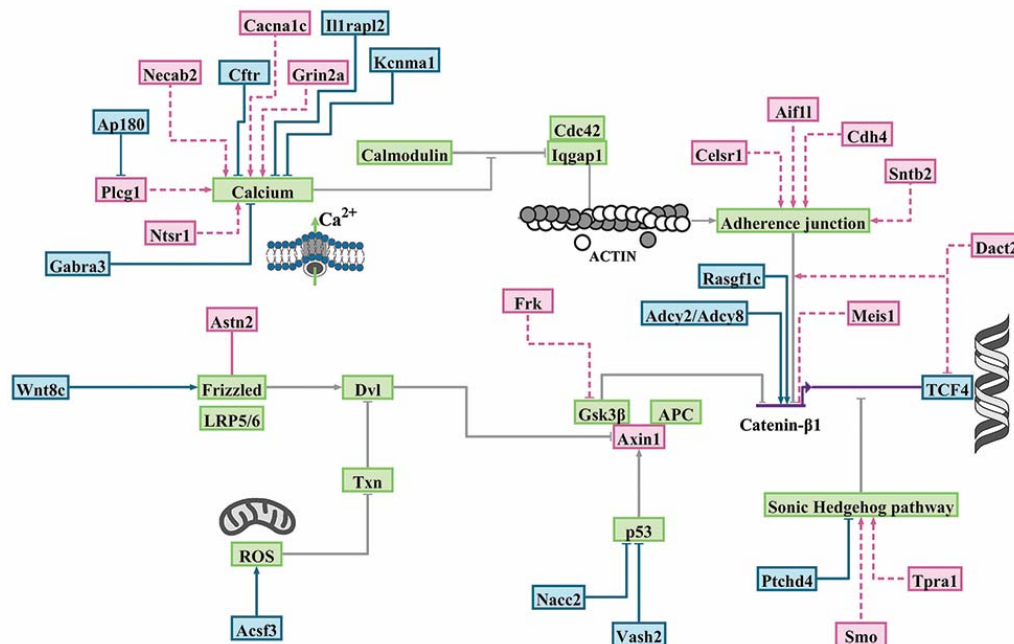 Cacna1c
Il1rapl2
Necab2
Cftr
Grin2a
Kcnma1
Ap180
Plcg1
Calcium
Ntsr1
Gabra3
Ca2+
Calmodulin
Cdc42
Iqgap1
ACTIN
Aif1l
Celsr1
Cdh4
Sntb2
Adherence junction
Dact2
Rasgf1c
Adcy2/Adcy8
Meis1
Frk
Astn2
Wnt8c
Frizzled
LRP5/6
Dvl
Gsk3β
APC
Axin1
Catenin-β1
TCF4
Txn
ROS
Acsf3
p53
Nacc2
Vash2
Sonic Hedgehog pathway
Ptchd4
Tpra1
Smo